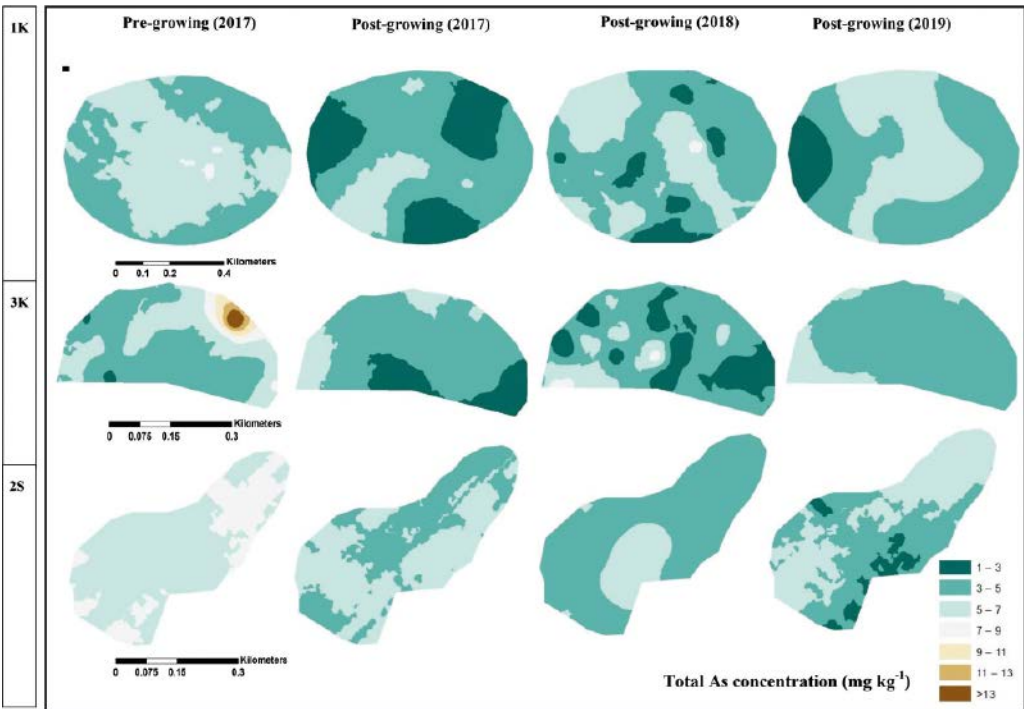 1K
Pre-growing (2017)
Post-growing (2017)
Post-growing (2018)
Post-growing (2019)
Kilometers
0 0.1 0.2 0.4
3K
Kilometers
0 0.075 0.15 0.3
2S
1 – 3
3 – 5
5 – 7
7 – 9
9 – 11
11 – 13
>13
Kilometers
0 0.075 0.15 0.3
Total As concentration (mg kg⁻¹)